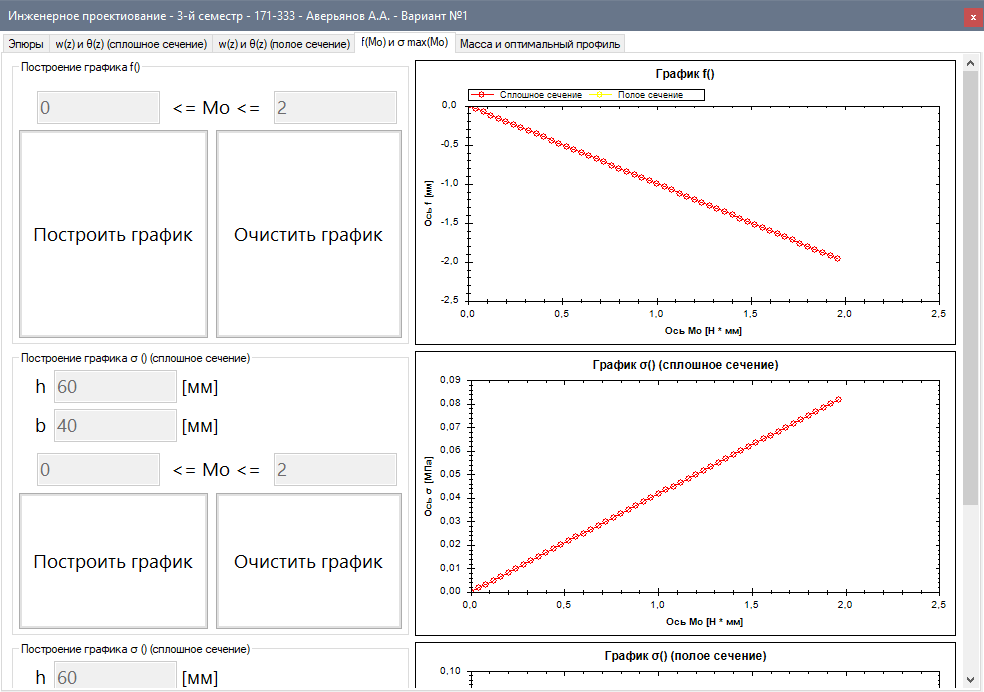 Инженерное проектиование - 3-й семестр - 171-333 - Аверьянов А.А. - Вариант №1
x
Эпюры w(z) и θ(z) (сплошное сечение) w(z) и θ(z) (полое сечение) f(Mo) и σ max(Mo) Масса и оптимальный профиль
Построение графика f()
0 <= Mo <= 2
Построить график Очистить график
График f()
Сплошное сечение Полое сечение
0,0
-0,5
-1,0
-1,5
-2,0
-2,5
Ось f [мм]
0,0 0,5 1,0 1,5 2,0 2,5
Ось Mo [Н * мм]
Построение графика σ () (сплошное сечение)
h 60 [мм]
b 40 [мм]
0 <= Mo <= 2
Построить график Очистить график
График σ() (сплошное сечение)
0,09
0,08
0,07
0,06
0,05
0,04
0,03
0,02
0,01
0,00
Ось σ [МПа]
0,0 0,5 1,0 1,5 2,0 2,5
Ось Mo [Н * мм]
Построение графика σ () (сплошное сечение)
h 60 [мм]
График σ() (полое сечение)
0,10